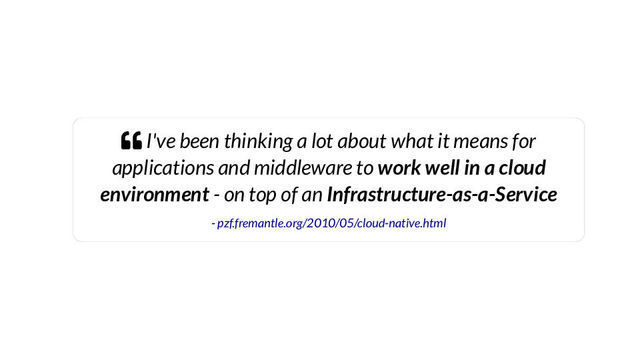 ❝ I've been thinking a lot about what it means for
applications and middleware to work well in a cloud
environment - on top of an Infrastructure-as-a-Service
- pzf.fremantle.org/2010/05/cloud-native.html